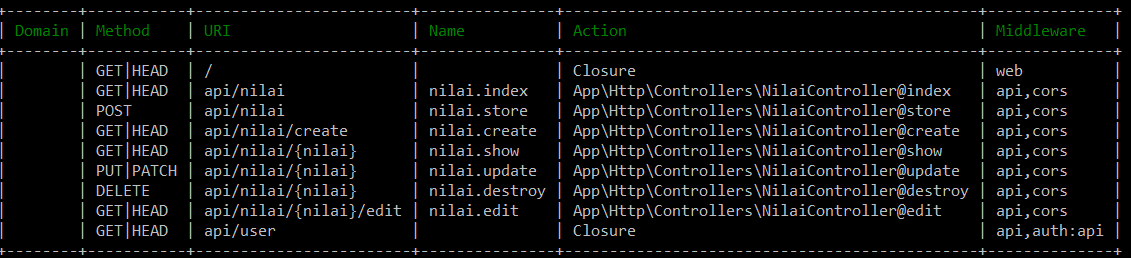 +--------+-----------+-----------------------+---------------+----------------------------------------------+--------------+
| Domain | Method    | URI                   | Name          | Action                                       | Middleware   |
+--------+-----------+-----------------------+---------------+----------------------------------------------+--------------+
|        | GET|HEAD  | /                     |               | Closure                                      | web          |
|        | GET|HEAD  | api/nilai             | nilai.index   | App\Http\Controllers\NilaiController@index   | api,cors     |
|        | POST      | api/nilai             | nilai.store   | App\Http\Controllers\NilaiController@store   | api,cors     |
|        | GET|HEAD  | api/nilai/create      | nilai.create  | App\Http\Controllers\NilaiController@create  | api,cors     |
|        | GET|HEAD  | api/nilai/{nilai}     | nilai.show    | App\Http\Controllers\NilaiController@show    | api,cors     |
|        | PUT|PATCH | api/nilai/{nilai}     | nilai.update  | App\Http\Controllers\NilaiController@update  | api,cors     |
|        | DELETE    | api/nilai/{nilai}     | nilai.destroy | App\Http\Controllers\NilaiController@destroy | api,cors     |
|        | GET|HEAD  | api/nilai/{nilai}/edit | nilai.edit    | App\Http\Controllers\NilaiController@edit    | api,cors     |
|        | GET|HEAD  | api/user              |               | Closure                                      | api,auth:api |
+--------+-----------+-----------------------+---------------+----------------------------------------------+--------------+